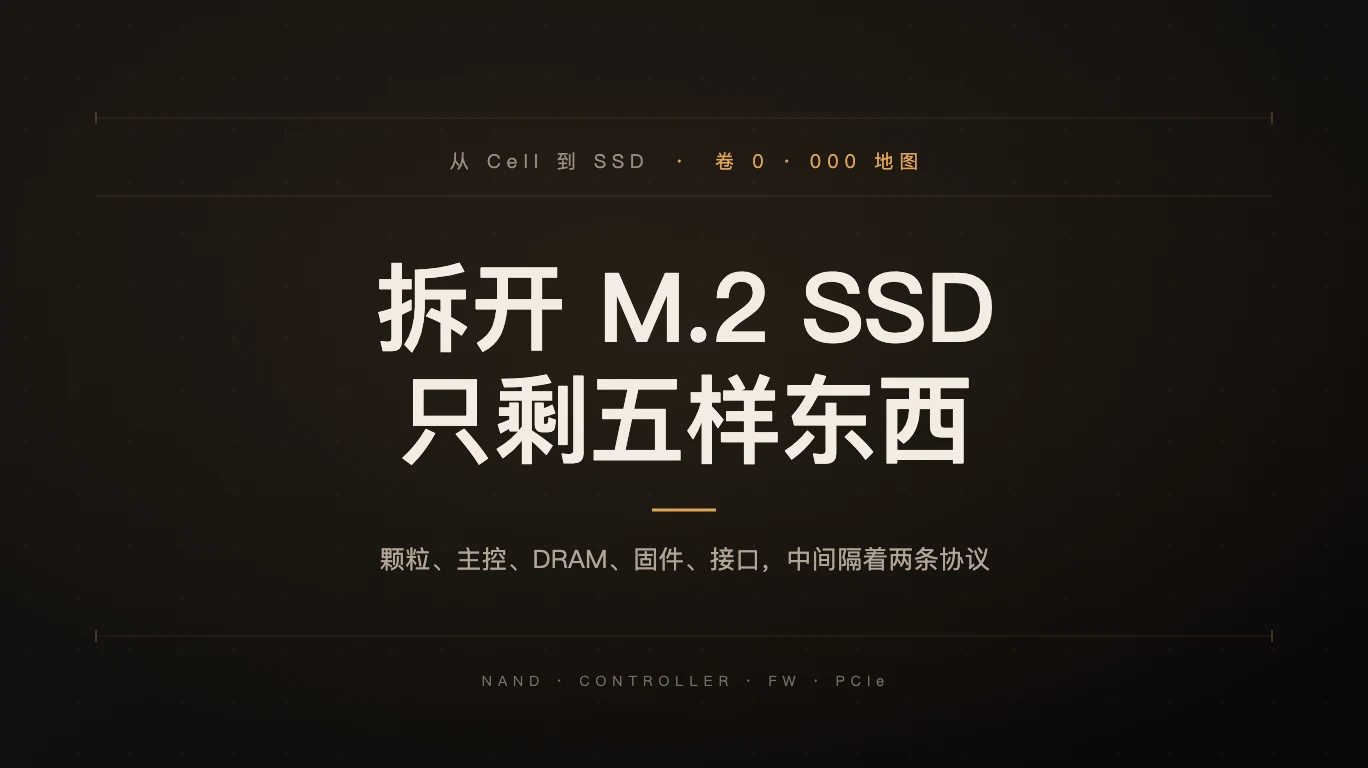 从 Cell 到 SSD · 卷 0 · 000 地图
拆开 M.2 SSD
只剩五样东西
颗粒、主控、DRAM、固件、接口，中间隔着两条协议
NAND · CONTROLLER · FW · PCIe